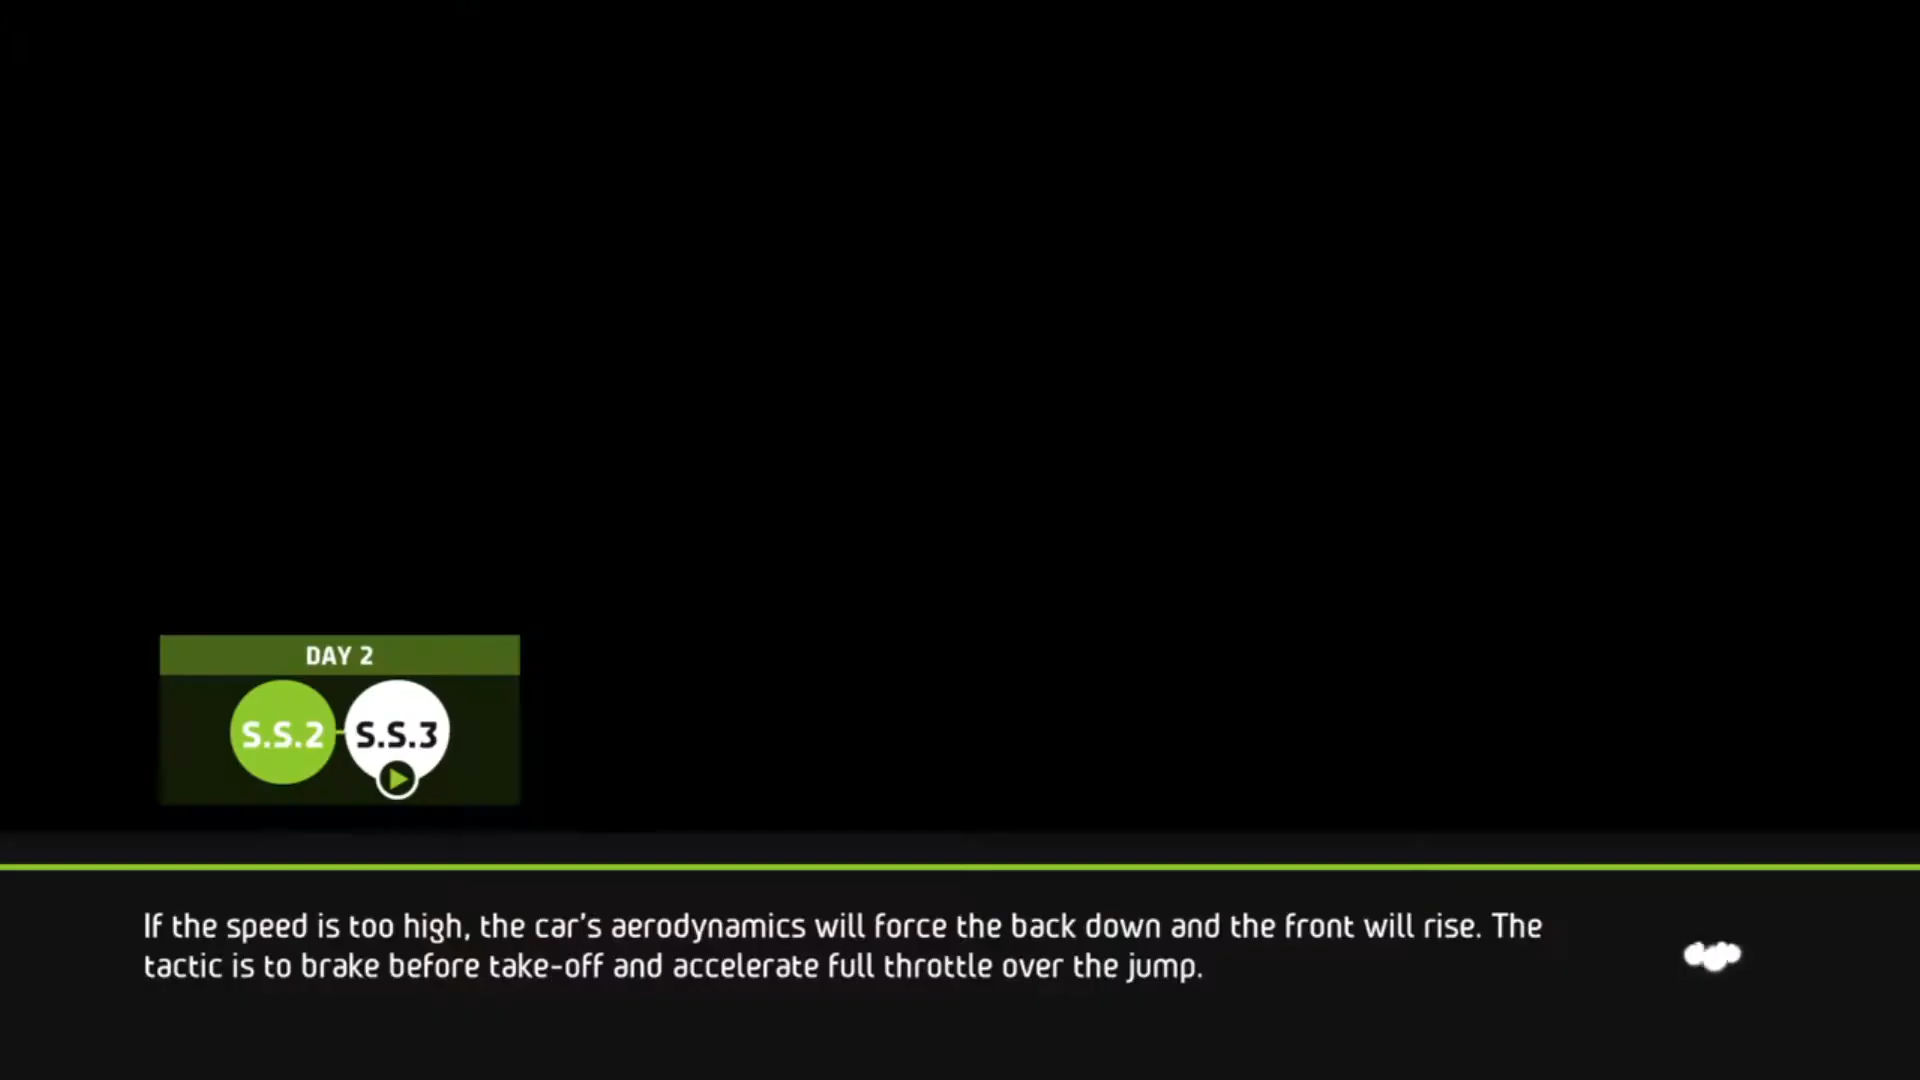 DAY 2
S.S.2 S.S.3
If the speed is too high, the car's aerodynamics will force the back down and the front will rise. The
tactic is to brake before take-off and accelerate full throttle over the jump.